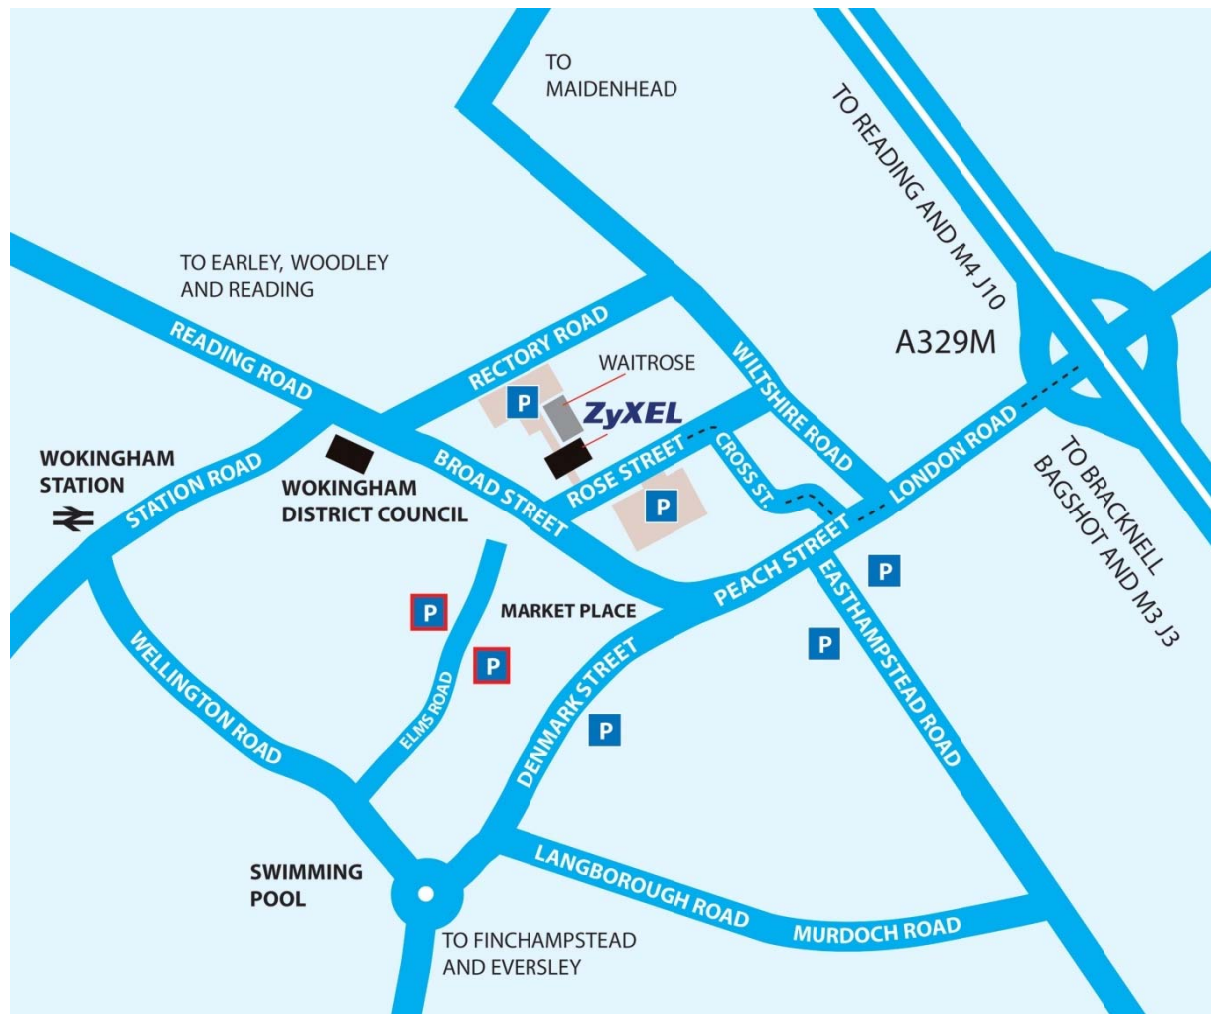 TO
MAIDENHEAD
TO READING AND M4 J10
TO EARLEY, WOODLEY
AND READING
READING ROAD
RECTORY ROAD
WAITROSE
A329M
WILTSHIRE ROAD
P
ZyXEL
WOKINGHAM
STATION
STATION ROAD
WOKINGHAM
DISTRICT COUNCIL
BROAD STREET
ROSE STREET
CROSS ST.
LONDON ROAD
P
TO BRACKNELL
BAGSHOT AND M3 J3
PEACH STREET
P
EASTHAMPSTEAD ROAD
P
MARKET PLACE
P
P
WELLINGTON ROAD
ELMS ROAD
DENMARK STREET
P
SWIMMING
POOL
LANGBOROUGH ROAD
MURDOCH ROAD
TO FINCHAMPSTEAD
AND EVERSLEY